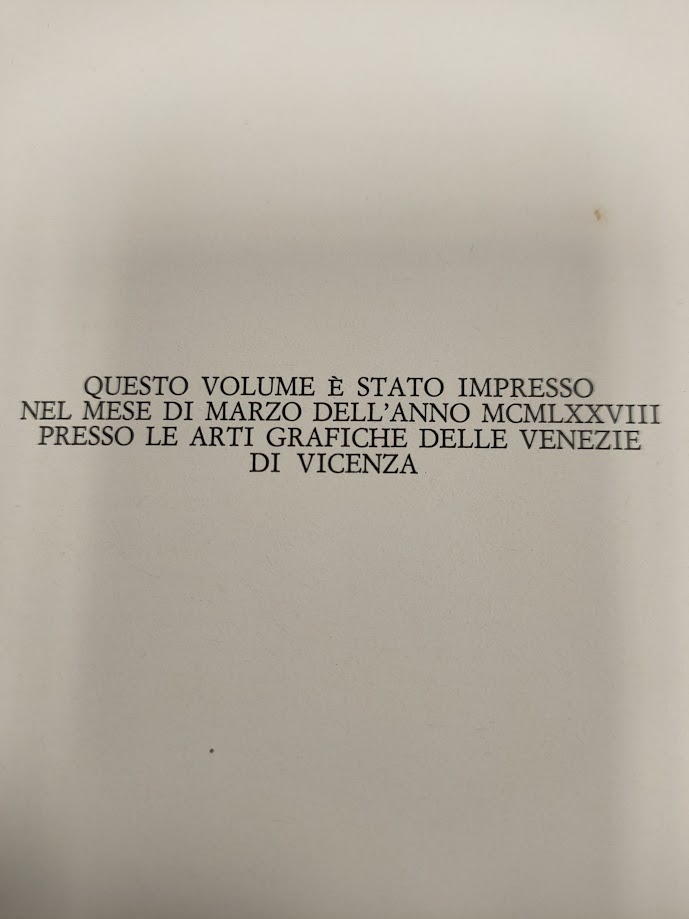 QUESTO VOLUME È STATO IMPRESSO
NEL MESE DI MARZO DELL'ANNO MCMLXXVIII
PRESSO LE ARTI GRAFICHE DELLE VENEZIE
DI VICENZA